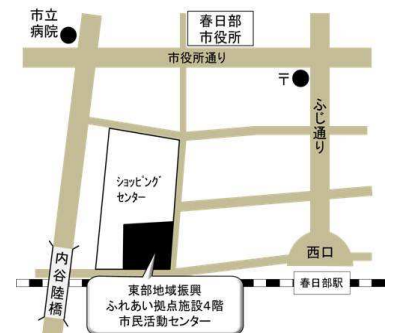 市立
病院
春日部
市役所
市役所通り
〒
ふじ通り
ショッピング
センター
内谷陸橋
西口
春日部駅
東部地域振興
ふれあい拠点施設4階
市民活動センター